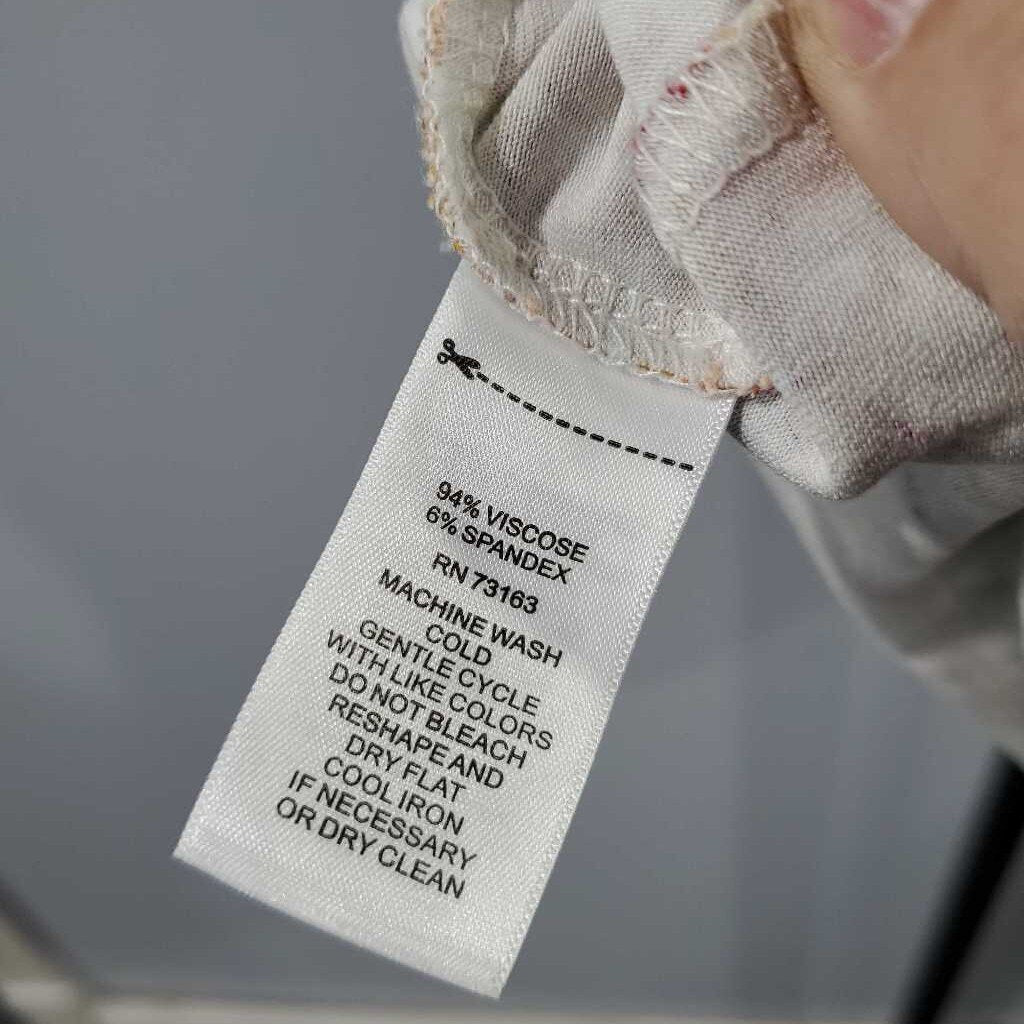 94% VISCOSE
6% SPANDEX
RN 73163
MACHINE WASH
COLD
GENTLE CYCLE
WITH LIKE COLORS
DO NOT BLEACH
RESHAPE AND
DRY FLAT
COOL IRON
IF NECESSARY
OR DRY CLEAN